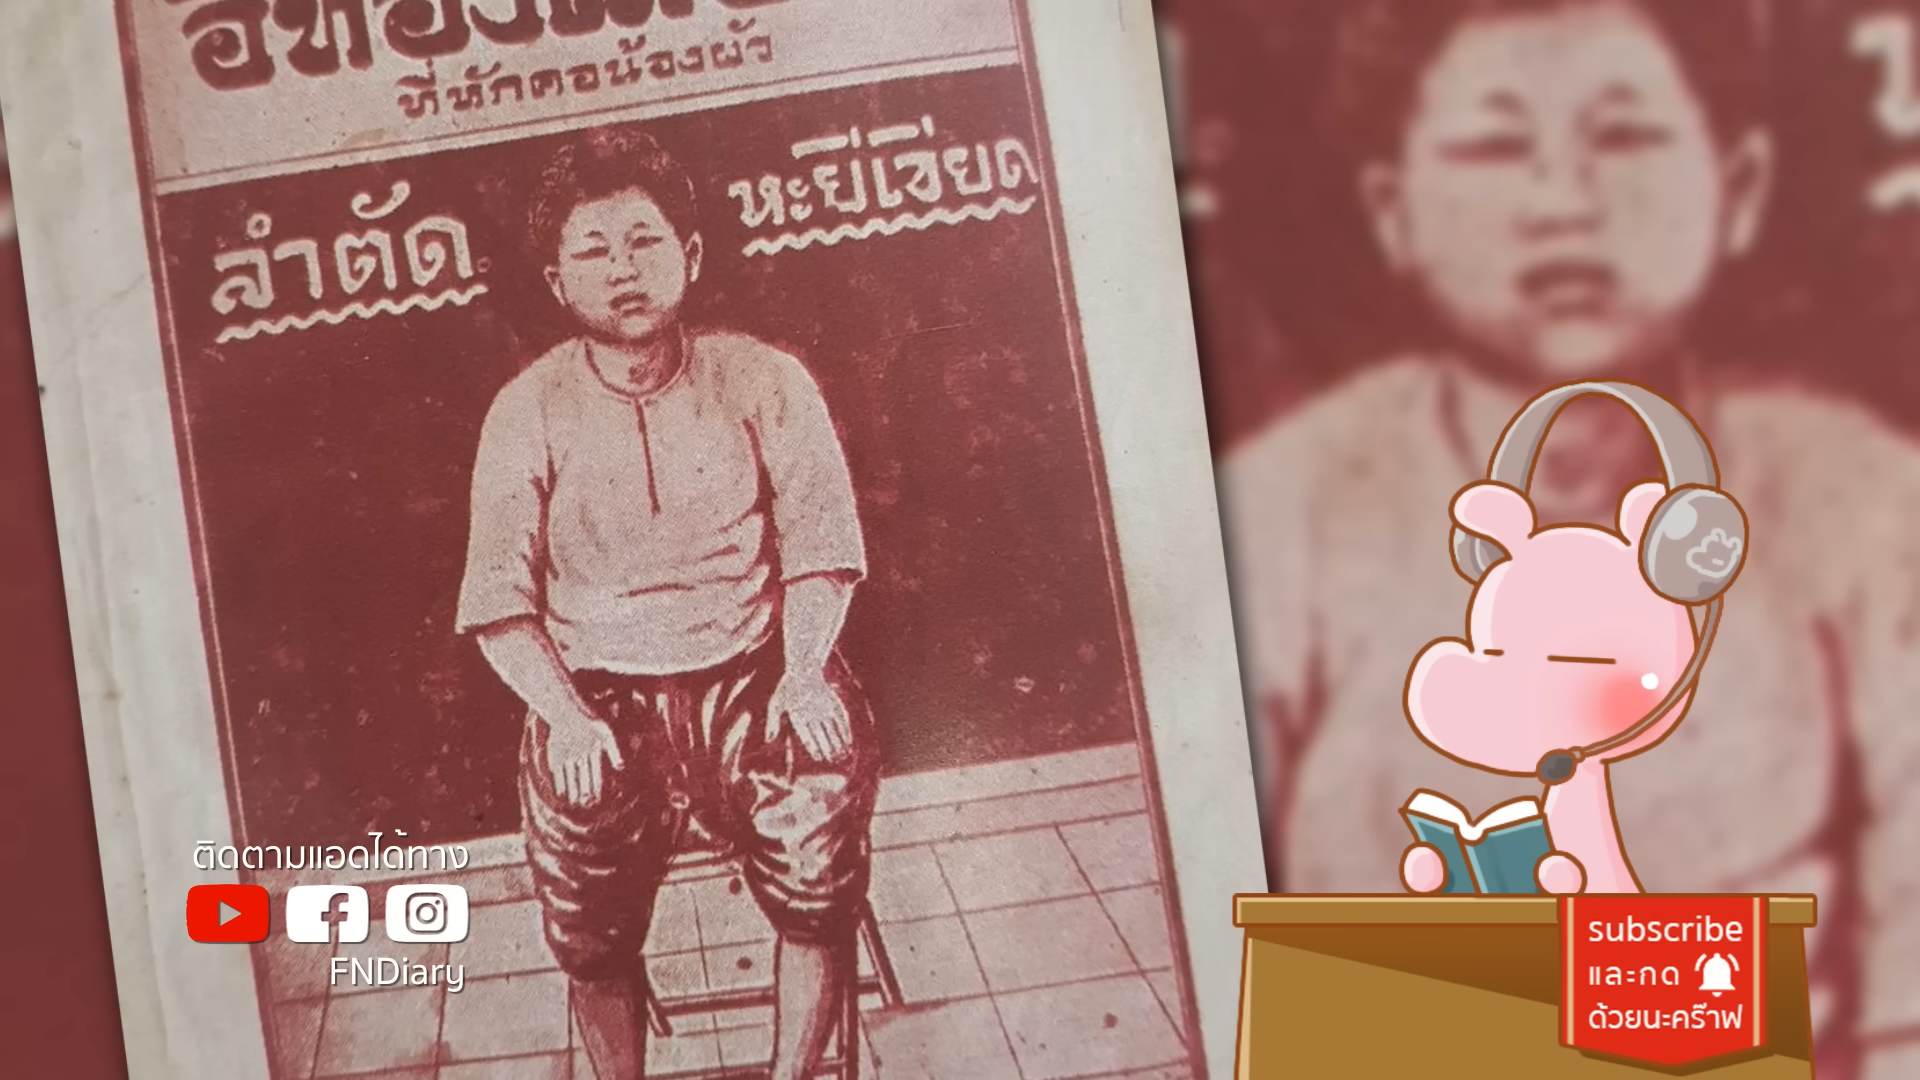 ที่หักคอน้องผัว
ลำตัด
หะยีเขียด
ติดตามแอดได้ทาง
FNDiary
subscribe
และกด
ด้วยนะคร๊าฟ